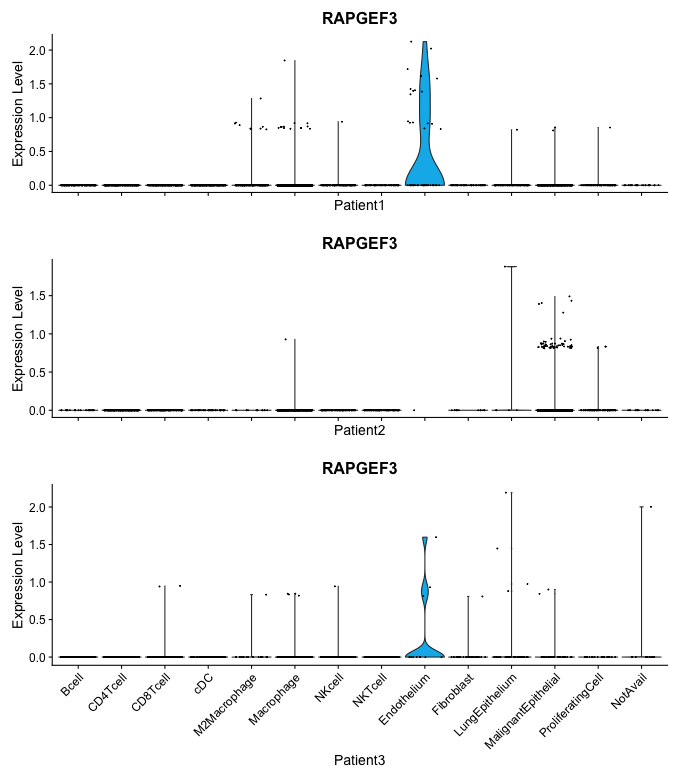 RAPGEF3
Expression Level
2.0
1.5
1.0
0.5
0.0
Patient1
RAPGEF3
Expression Level
1.5
1.0
0.5
0.0
Patient2
RAPGEF3
Expression Level
2.0
1.5
1.0
0.5
0.0
Bcell
CD4Tcell
CD8Tcell
cDC
M2Macrophage
Macrophage
NKcell
NKTcell
Endothelium
Fibroblast
LungEpithelium
MalignantEpithelial
ProliferatingCell
NotAvail
Patient3